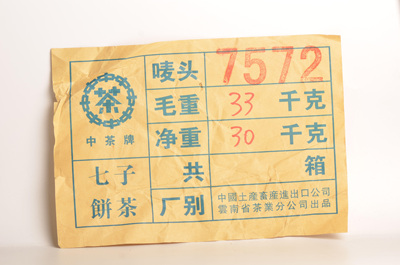 茶
中茶牌
七子
餅茶
唛头 7572
毛重 33 千克
净重 30 千克
共 箱
厂别 中國土產畜產進出口公司
雲南省茶業分公司出品